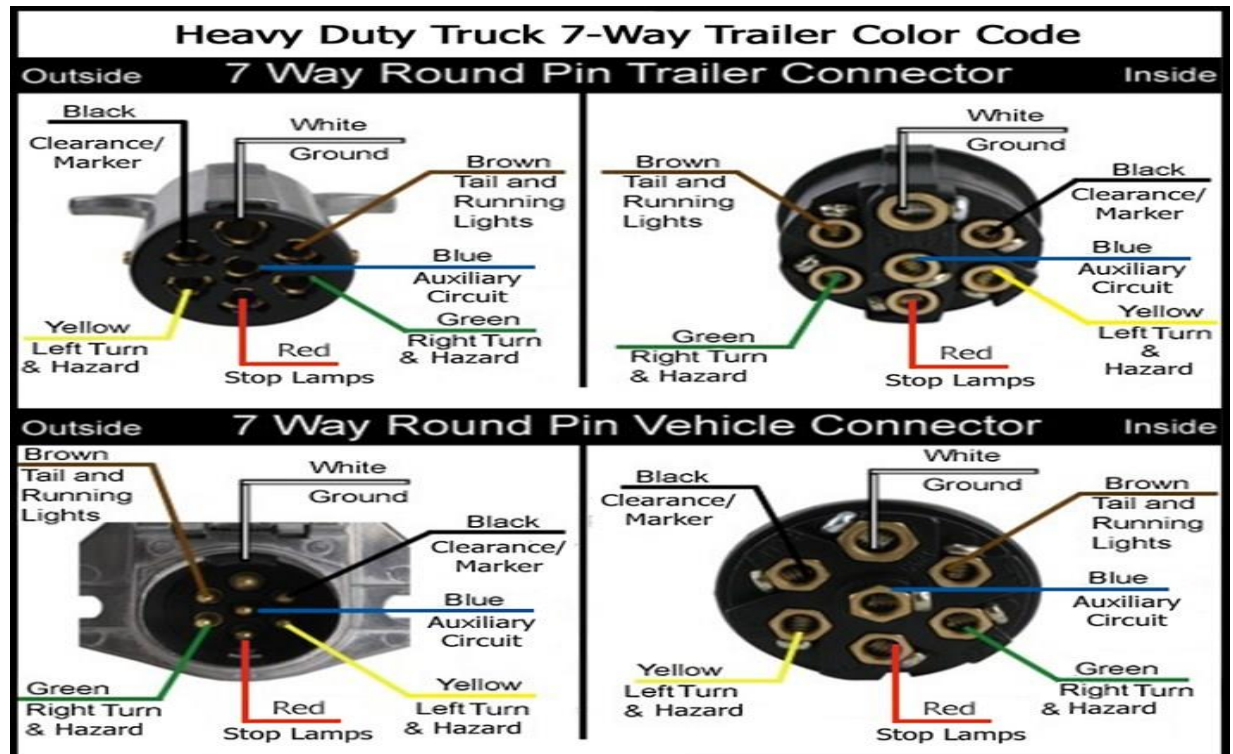 Heavy Duty Truck 7-Way Trailer Color Code
Outside 7 Way Round Pin Trailer Connector Inside
Black
Clearance/
Marker
White
Ground
Brown
Tail and
Running
Lights
Blue
Auxiliary
Circuit
Green
Right Turn
& Hazard
Yellow
Left Turn
& Hazard
Red
Stop Lamps
Brown
Tail and
Running
Lights
White
Ground
Black
Clearance/
Marker
Blue
Auxiliary
Circuit
Yellow
Left Turn
&
Hazard
Green
Right Turn
& Hazard
Red
Stop Lamps
Outside 7 Way Round Pin Vehicle Connector Inside
Brown
Tail and
Running
Lights
White
Ground
Black
Clearance/
Marker
Blue
Auxiliary
Circuit
Green
Right Turn
& Hazard
Red
Stop Lamps
Yellow
Left Turn
& Hazard
Black
Clearance/
Marker
White
Ground
Brown
Tail and
Running
Lights
Blue
Auxiliary
Circuit
Yellow
Left Turn
& Hazard
Red
Stop Lamps
Green
Right Turn
& Hazard